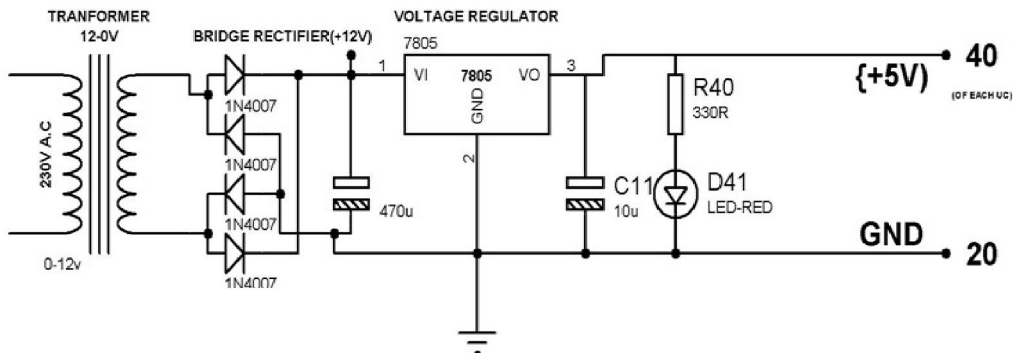 TRANFORMER
12-0V
BRIDGE RECTIFIER(+12V)
VOLTAGE REGULATOR
7805
1
VI
7805
VO
3
GND
2
230V A.C
0-12v
1N4007
1N4007
1N4007
1N4007
470u
C11
10u
R40
330R
D41
LED-RED
40
{+5V)
(OF EACH UC)
GND
20